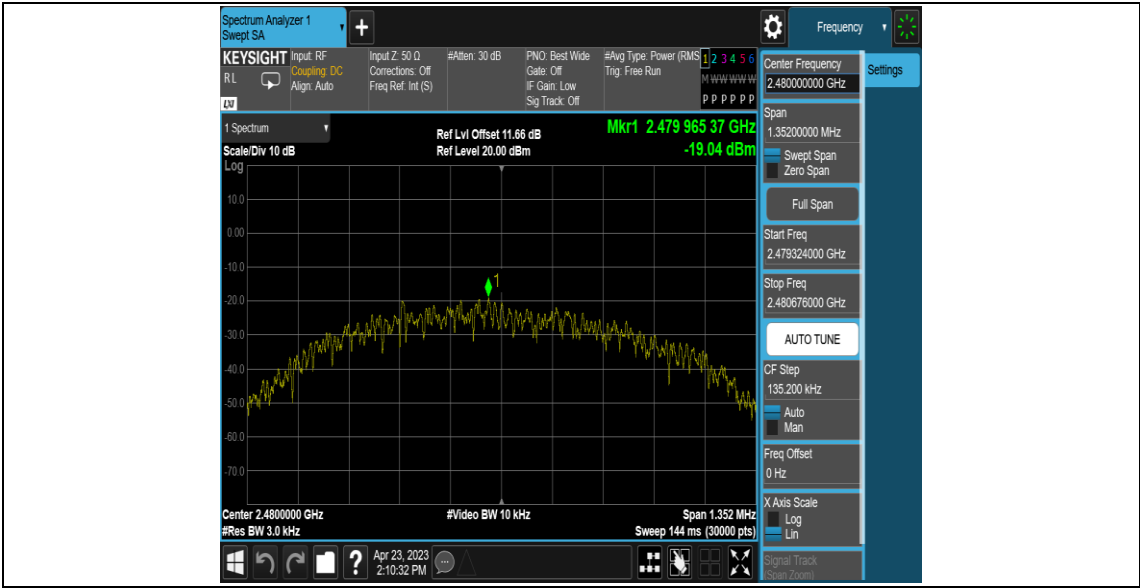 Spectrum Analyzer 1
Swept SA
+
Frequency
KEYSIGHT
R L
LXI
Input: RF
Coupling: DC
Align: Auto
Input Z: 50 Ω
Corrections: Off
Freq Ref: Int (S)
#Atten: 30 dB
PNO: Best Wide
Gate: Off
IF Gain: Low
Sig Track: Off
#Avg Type: Power (RMS
Trig: Free Run
1 2 3 4 5 6
M W W W W W
P P P P P P
1 Spectrum
Scale/Div 10 dB
Log
Ref Lvl Offset 11.66 dB
Ref Level 20.00 dBm
Mkr1 2.479 965 37 GHz
-19.04 dBm
10.0
0.00
-10.0
-20.0
-30.0
-40.0
-50.0
-60.0
-70.0
1
Center 2.4800000 GHz
#Res BW 3.0 kHz
#Video BW 10 kHz
Span 1.352 MHz
Sweep 144 ms (30000 pts)
?
Apr 23, 2023
2:10:32 PM
Center Frequency
2.480000000 GHz
Settings
Span
1.35200000 MHz
Swept Span
Zero Span
Full Span
Start Freq
2.479324000 GHz
Stop Freq
2.480676000 GHz
AUTO TUNE
CF Step
135.200 kHz
Auto
Man
Freq Offset
0 Hz
X Axis Scale
Log
Lin
Signal Track
(Span Zoom)